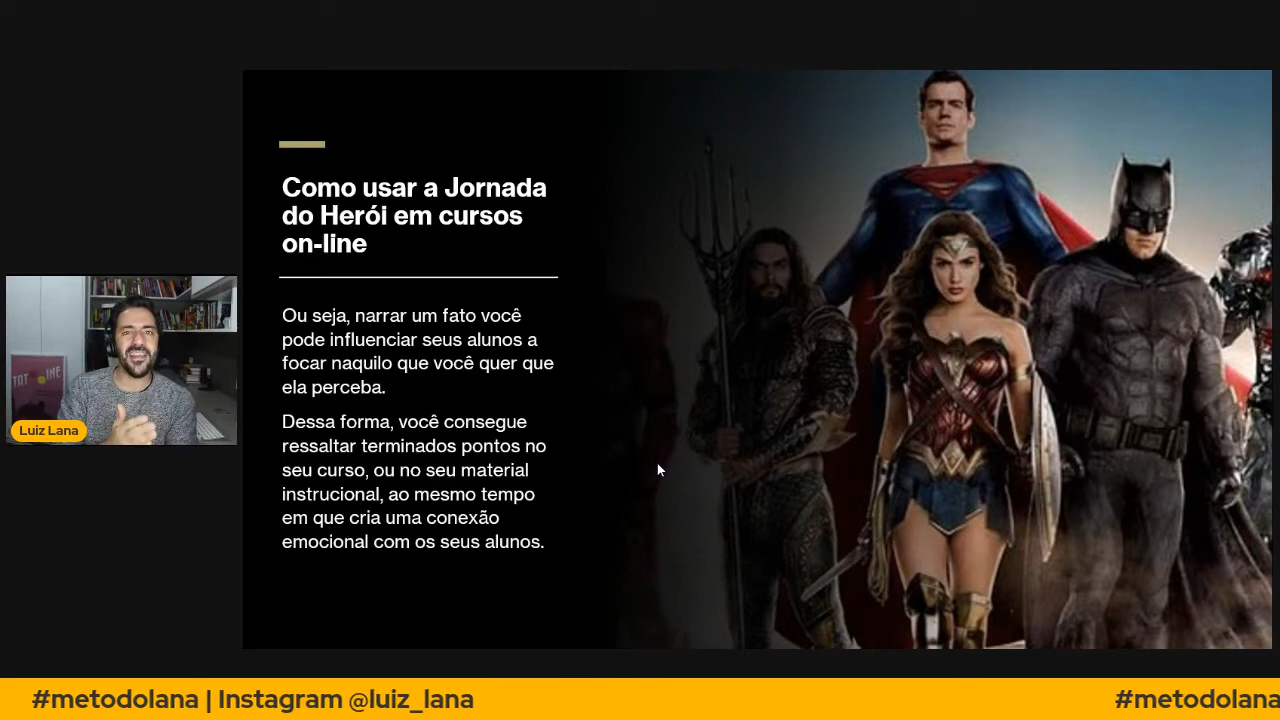 Como usar a Jornada
do Herói em cursos
on-line
Ou seja, narrar um fato você
pode influenciar seus alunos a
focar naquilo que você quer que
ela perceba.
Dessa forma, você consegue
ressaltar terminados pontos no
seu curso, ou no seu material
instrucional, ao mesmo tempo
em que cria uma conexão
emocional com os seus alunos.
Luiz Lana
#metodolana | Instagram @luiz_lana
#metodolana